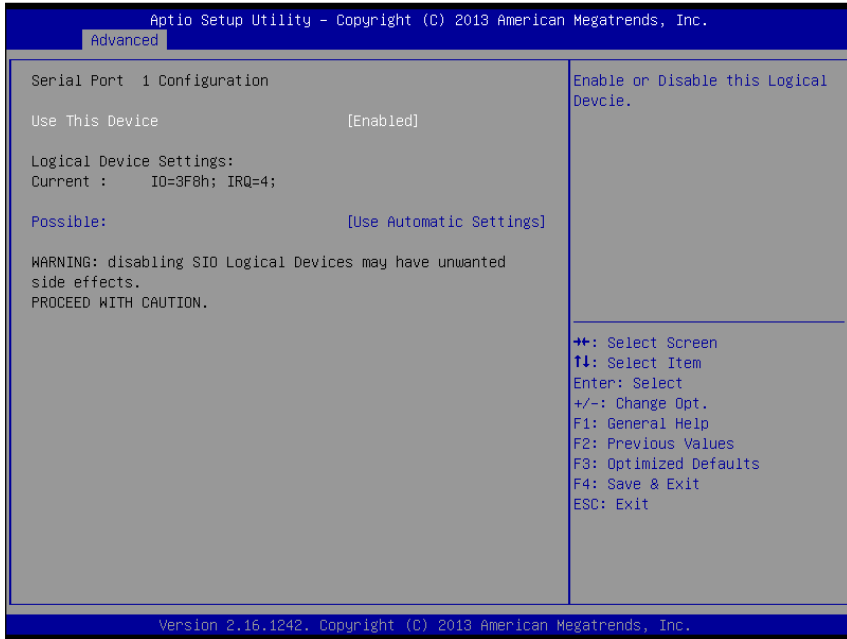 Aptio Setup Utility – Copyright (C) 2013 American Megatrends, Inc.
Advanced
Serial Port 1 Configuration
Use This Device [Enabled]
Logical Device Settings:
Current : IO=3F8h; IRQ=4;
Possible: [Use Automatic Settings]
WARNING: disabling SIO Logical Devices may have unwanted
side effects.
PROCEED WITH CAUTION.
Enable or Disable this Logical
Devcie.
→←: Select Screen
↑↓: Select Item
Enter: Select
+/-: Change Opt.
F1: General Help
F2: Previous Values
F3: Optimized Defaults
F4: Save & Exit
ESC: Exit
Version 2.16.1242. Copyright (C) 2013 American Megatrends, Inc.